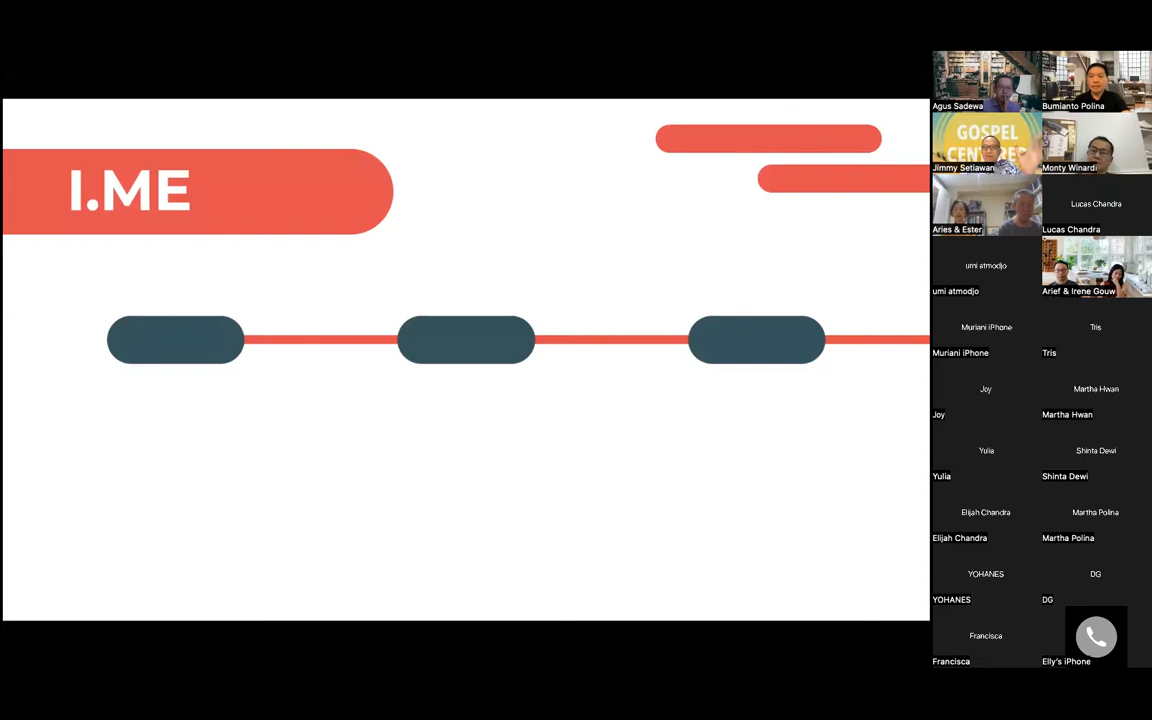 I.ME
Agus Sadewa
Bumianto Polina
GOSPEL
CENTERED
Jimmy Setiawan
Monty Winardi
Aries & Ester
Lucas Chandra
Lucas Chandra
umi atmodjo
umi atmodjo
Arief & Irene Gouw
Muriani iPhone
Muriani iPhone
Tris
Tris
Joy
Joy
Martha Hwan
Martha Hwan
Yulia
Yulia
Shinta Dewi
Shinta Dewi
Elijah Chandra
Elijah Chandra
Martha Polina
Martha Polina
YOHANES
YOHANES
DG
DG
Francisca
Francisca
Elly's iPhone